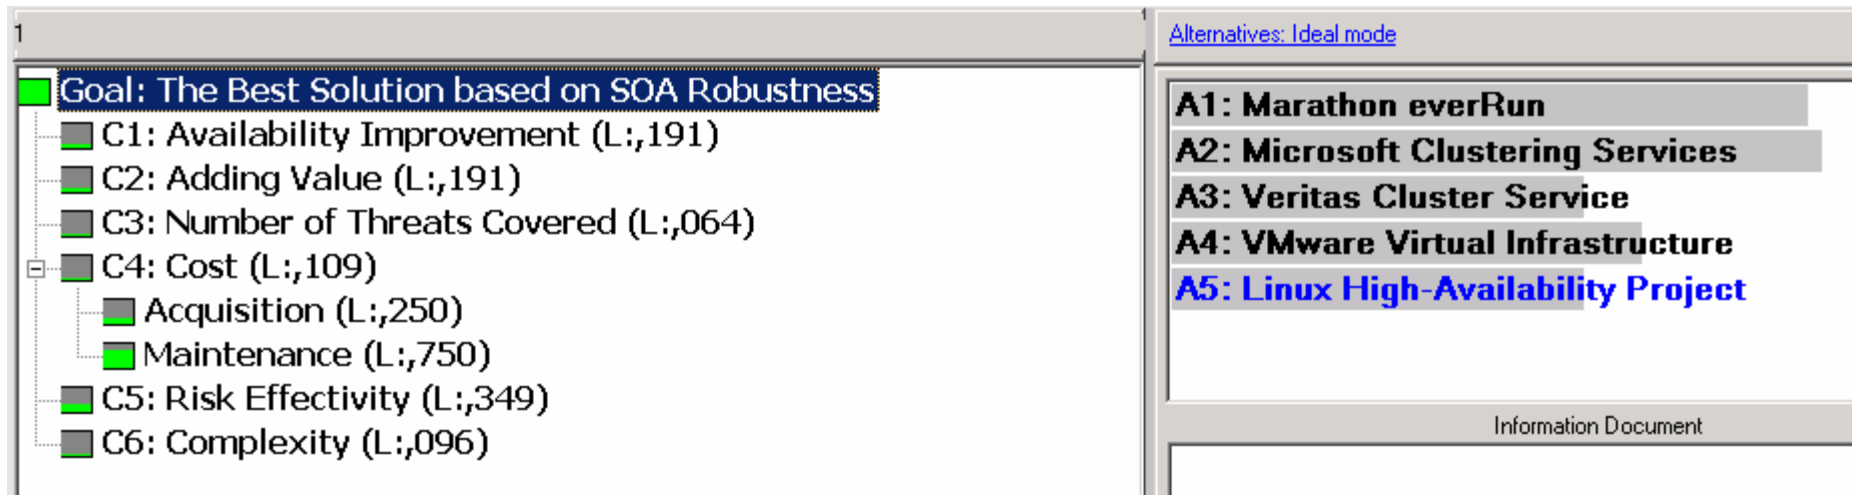 1
Goal: The Best Solution based on SOA Robustness
C1: Availability Improvement (L:,191)
C2: Adding Value (L:,191)
C3: Number of Threats Covered (L:,064)
C4: Cost (L:,109)
Acquisition (L:,250)
Maintenance (L:,750)
C5: Risk Effectivity (L:,349)
C6: Complexity (L:,096)
Alternatives: Ideal mode
A1: Marathon everRun
A2: Microsoft Clustering Services
A3: Veritas Cluster Service
A4: VMware Virtual Infrastructure
A5: Linux High-Availability Project
Information Document